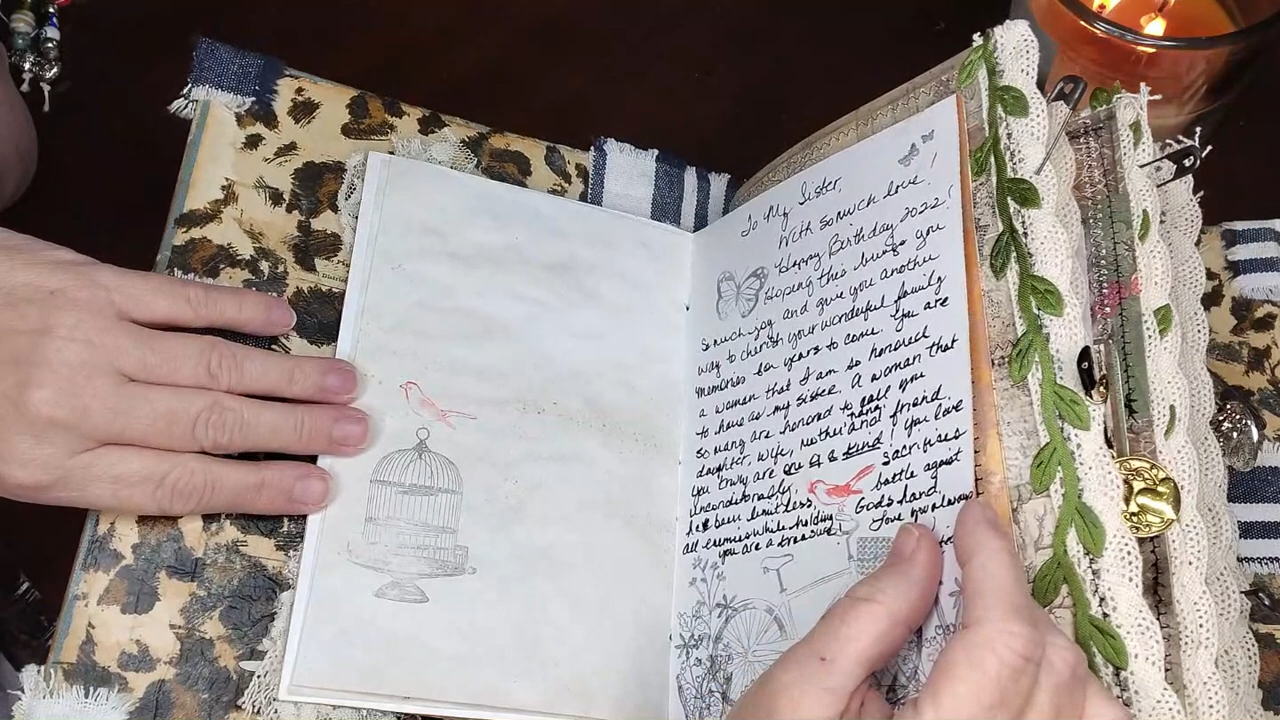 To My Sister,
With so much love!
Happy Birthday 2022!
Hoping this brings you
so much joy and give you another
way to cherish your wonderful family
memories for years to come. You are
a woman that I am so honored
to have as my sister. A woman that
so many are honored to call you
daughter, wife, mother, nany and friend.
You truly are one of a kind! You love
unconditionally, Sacrifices
been limitless, battle against
all enemies while holding God's hand!
you are a treasure! Love you always